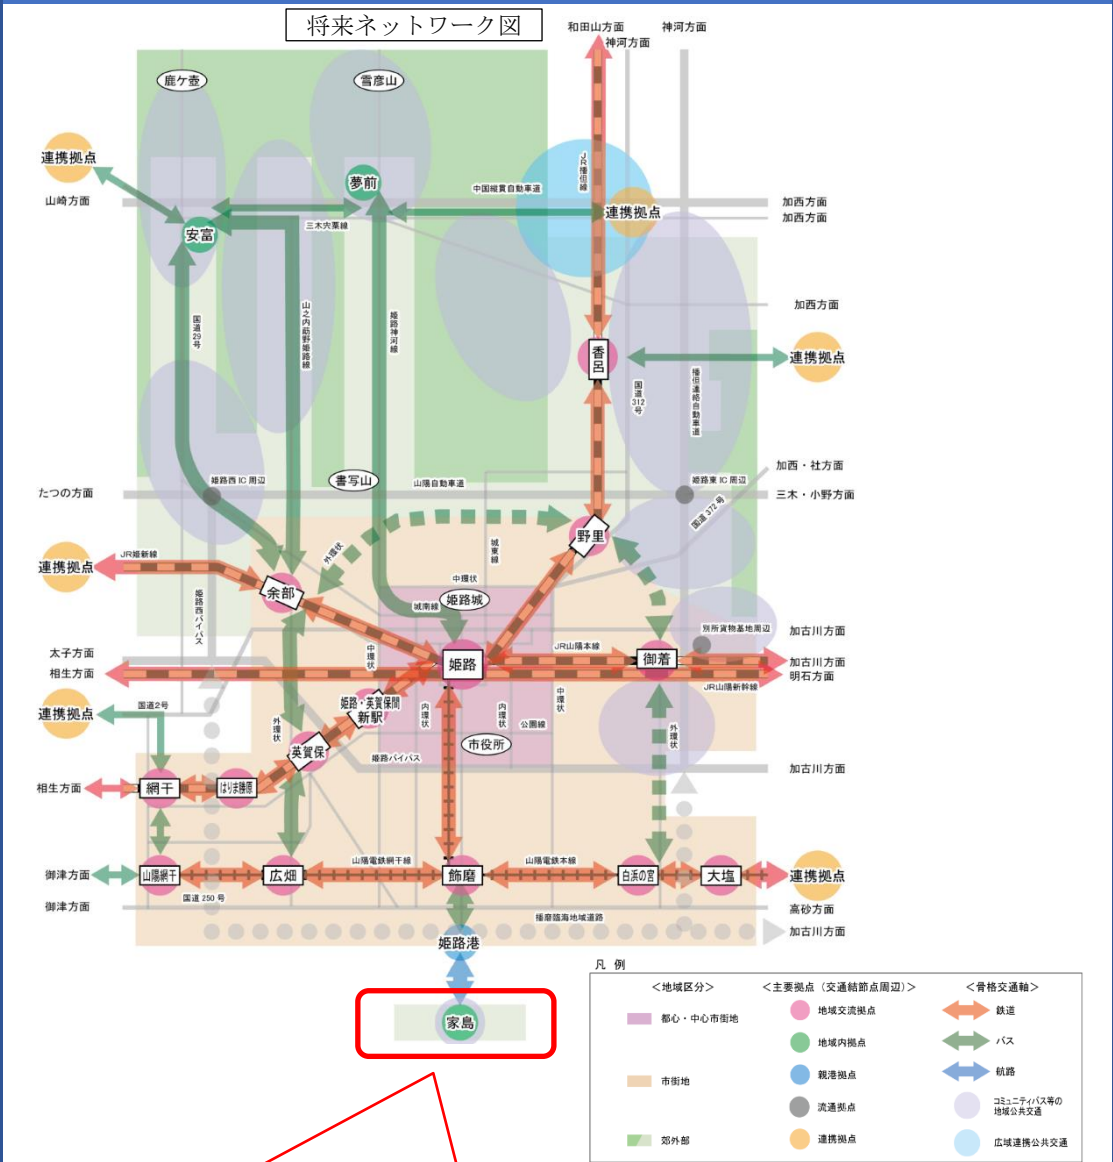 将来ネットワーク図
和田山方面
神河方面
神河方面
鹿ケ壺
雪彦山
連携拠点
夢前
JR播但線
中国縦貫自動車道
連携拠点
山崎方面
加西方面
加西方面
安富
三木宍粟線
国道29号
山之内莇野姫路線
姫路神河線
加西方面
香呂
連携拠点
国道312号
播但連絡自動車道
書写山
姫路西IC周辺
山陽自動車道
姫路東IC周辺
加西・社方面
たつの方面
三木・小野方面
国道372号
野里
外環状
城東線
JR姫新線
連携拠点
中環状
余部
城南線
姫路城
姫路西バイパス
別所貨物基地周辺
加古川方面
太子方面
中環状
姫路
JR山陽本線
御着
加古川方面
相生方面
明石方面
JR山陽新幹線
連携拠点
国道2号
姫路・英賀保間
新駅
内環状
内環状
公園線
中環状
外環状
外環状
英賀保
市役所
姫路バイパス
加古川方面
相生方面
網干
はりま勝原
御津方面
山陽網干
広畑
山陽電鉄網干線
飾磨
山陽電鉄本線
白浜の宮
大塩
連携拠点
国道250号
御津方面
高砂方面
播磨臨海地域道路
加古川方面
姫路港
家島
凡 例
＜地域区分＞
＜主要拠点（交通結節点周辺）＞
＜骨格交通軸＞
都心・中心市街地
地域交流拠点
鉄道
地域内拠点
バス
市街地
親港拠点
航路
流通拠点
コミュニティバス等の
地域公共交通
郊外部
連携拠点
広域連携公共交通